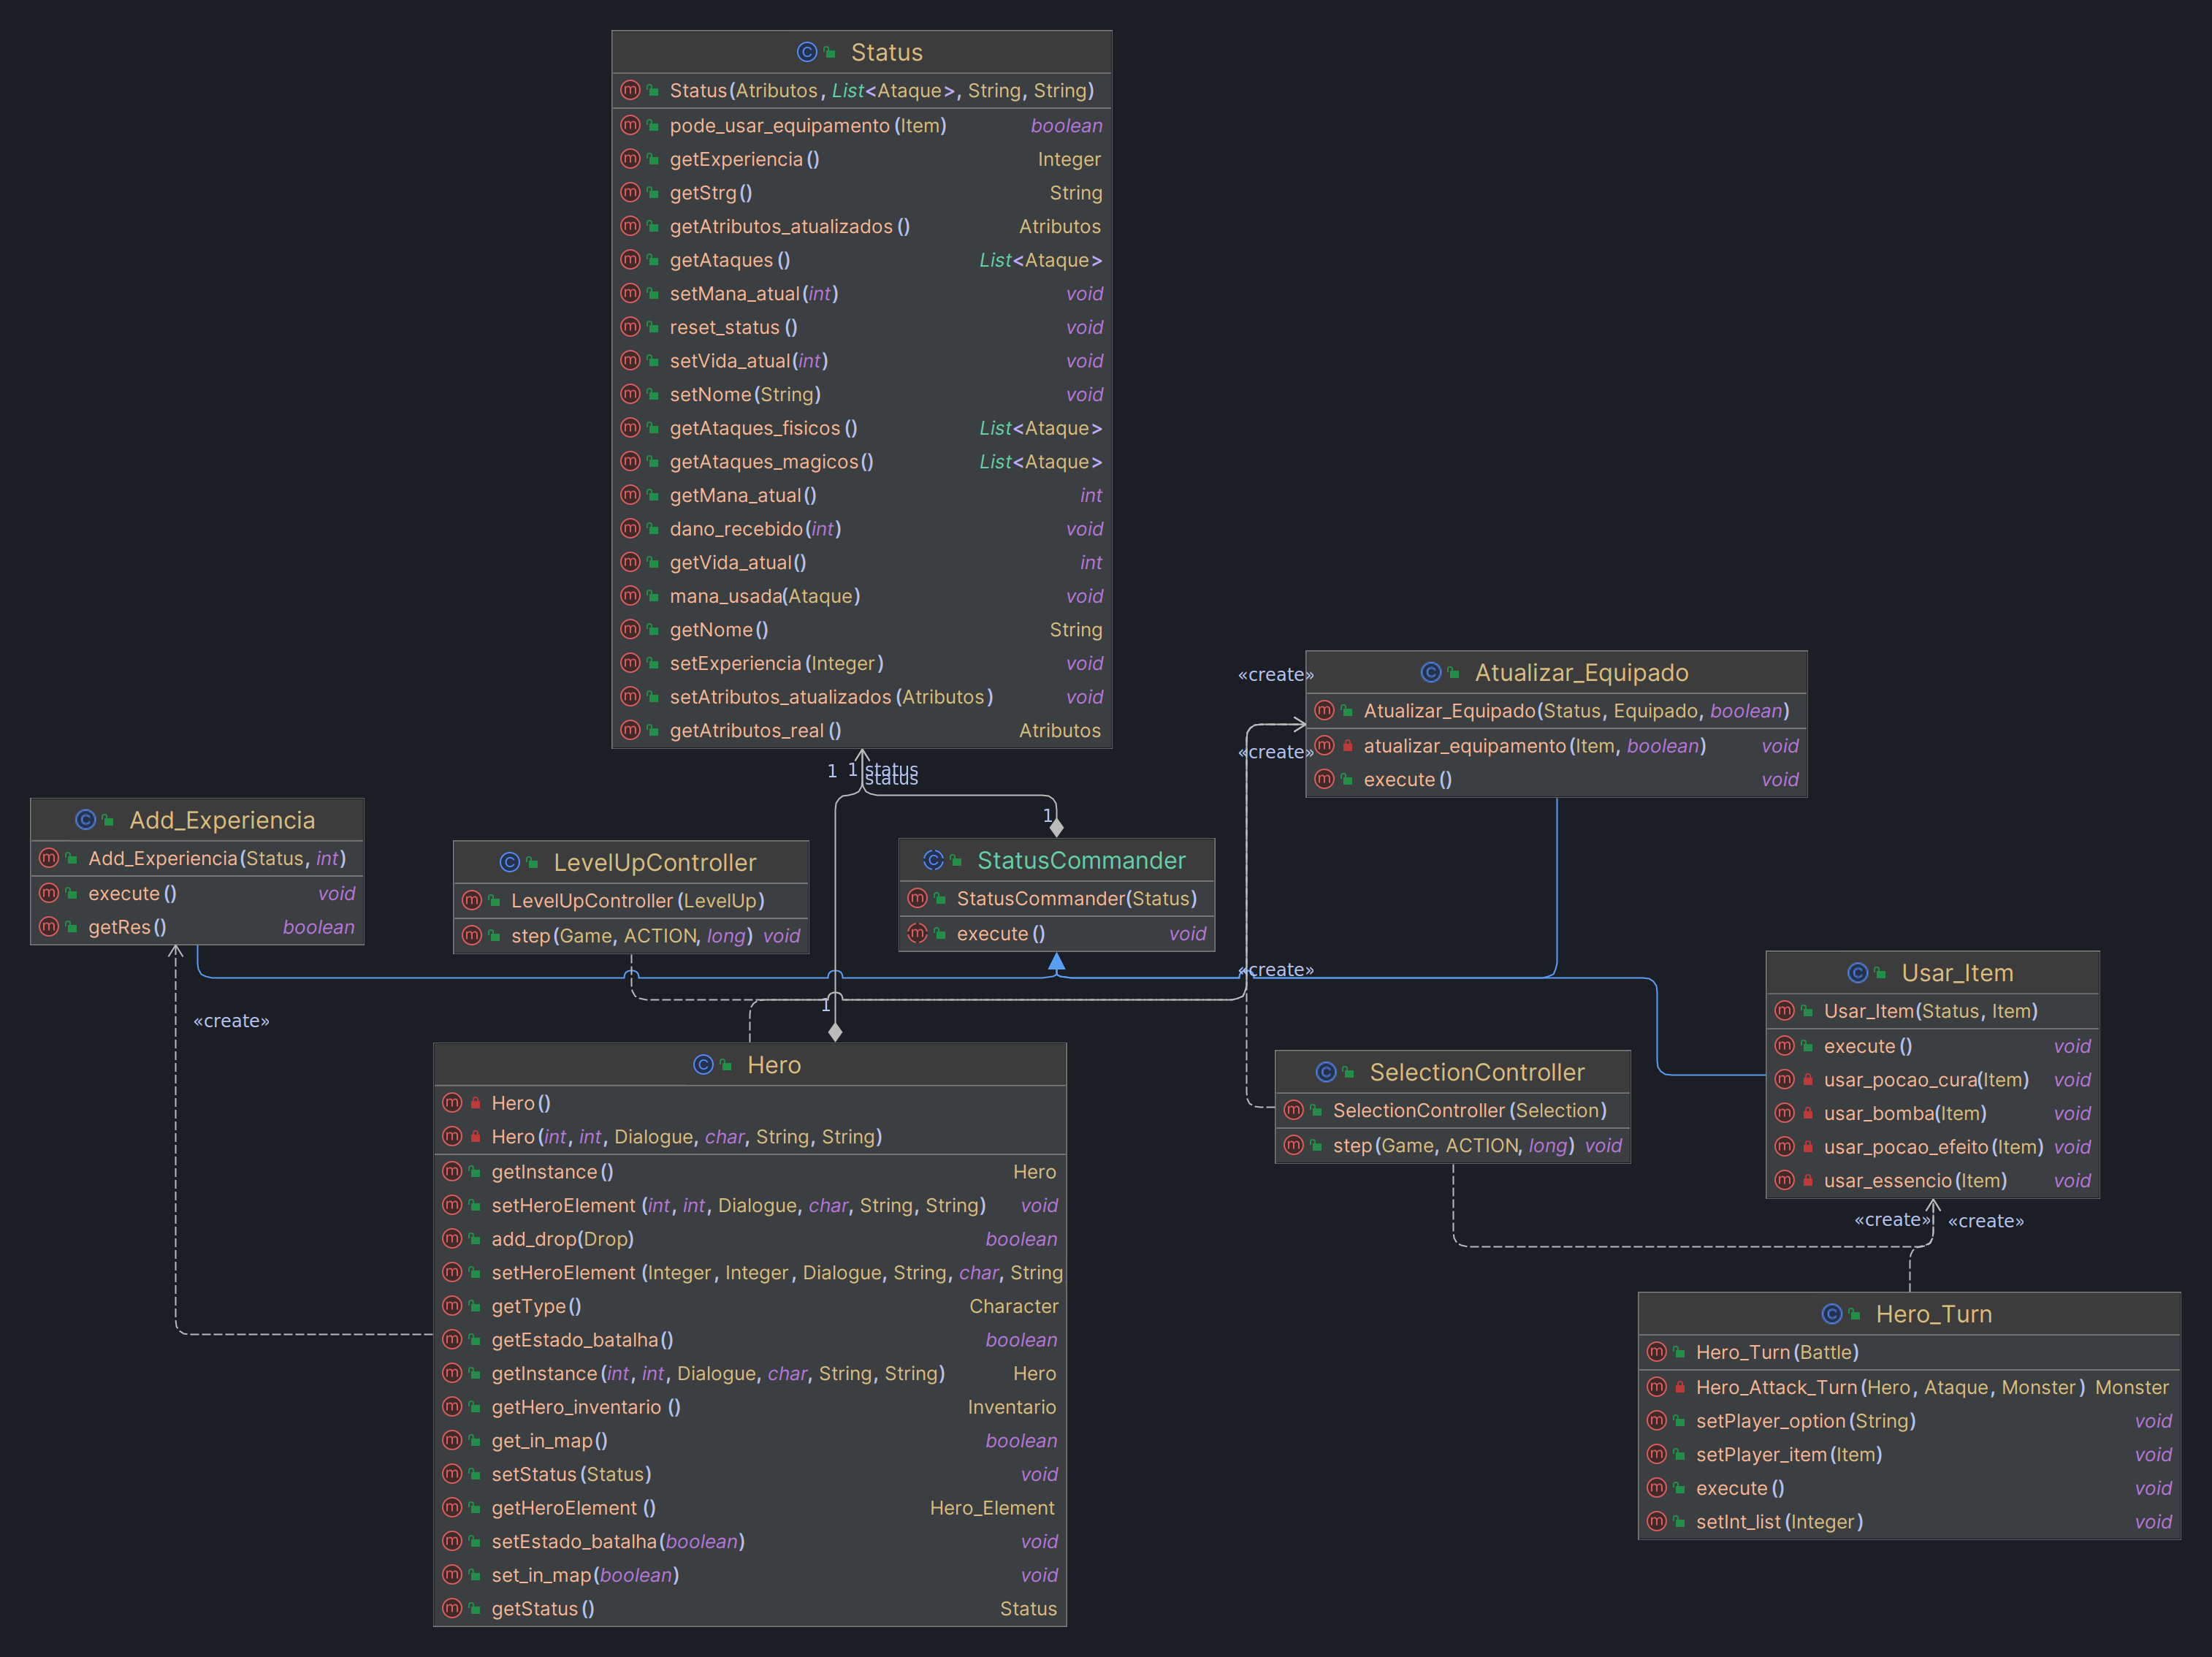 Status
Status(Atributos, List<Ataque>, String, String)
pode_usar_equipamento(Item) boolean
getExperiencia() Integer
getStrg() String
getAtributos_atualizados() Atributos
getAtaques() List<Ataque>
setMana_atual(int) void
reset_status() void
setVida_atual(int) void
setNome(String) void
getAtaques_fisicos() List<Ataque>
getAtaques_magicos() List<Ataque>
getMana_atual() int
dano_recebido(int) void
getVida_atual() int
mana_usada(Ataque) void
getNome() String
setExperiencia(Integer) void
setAtributos_atualizados(Atributos) void
getAtributos_real() Atributos
1 1 status
status
1
1
«create»
«create»
«create»
Atualizar_Equipado
Atualizar_Equipado(Status, Equipado, boolean)
atualizar_equipamento(Item, boolean) void
execute() void
Add_Experiencia
Add_Experiencia(Status, int)
execute() void
getRes() boolean
«create»
LevelUpController
LevelUpController(LevelUp)
step(Game, ACTION, long) void
StatusCommander
StatusCommander(Status)
execute() void
Usar_Item
Usar_Item(Status, Item)
execute() void
usar_pocao_cura(Item) void
usar_bomba(Item) void
usar_pocao_efeito(Item) void
usar_essencio(Item) void
«create» «create»
Hero
Hero()
Hero(int, int, Dialogue, char, String, String)
getInstance() Hero
setHeroElement(int, int, Dialogue, char, String, String) void
add_drop(Drop) boolean
setHeroElement(Integer, Integer, Dialogue, String, char, String
getType() Character
getEstado_batalha() boolean
getInstance(int, int, Dialogue, char, String, String) Hero
getHero_inventario() Inventario
get_in_map() boolean
setStatus(Status) void
getHeroElement() Hero_Element
setEstado_batalha(boolean) void
set_in_map(boolean) void
getStatus() Status
SelectionController
SelectionController(Selection)
step(Game, ACTION, long) void
Hero_Turn
Hero_Turn(Battle)
Hero_Attack_Turn(Hero, Ataque, Monster) Monster
setPlayer_option(String) void
setPlayer_item(Item) void
execute() void
setInt_list(Integer) void